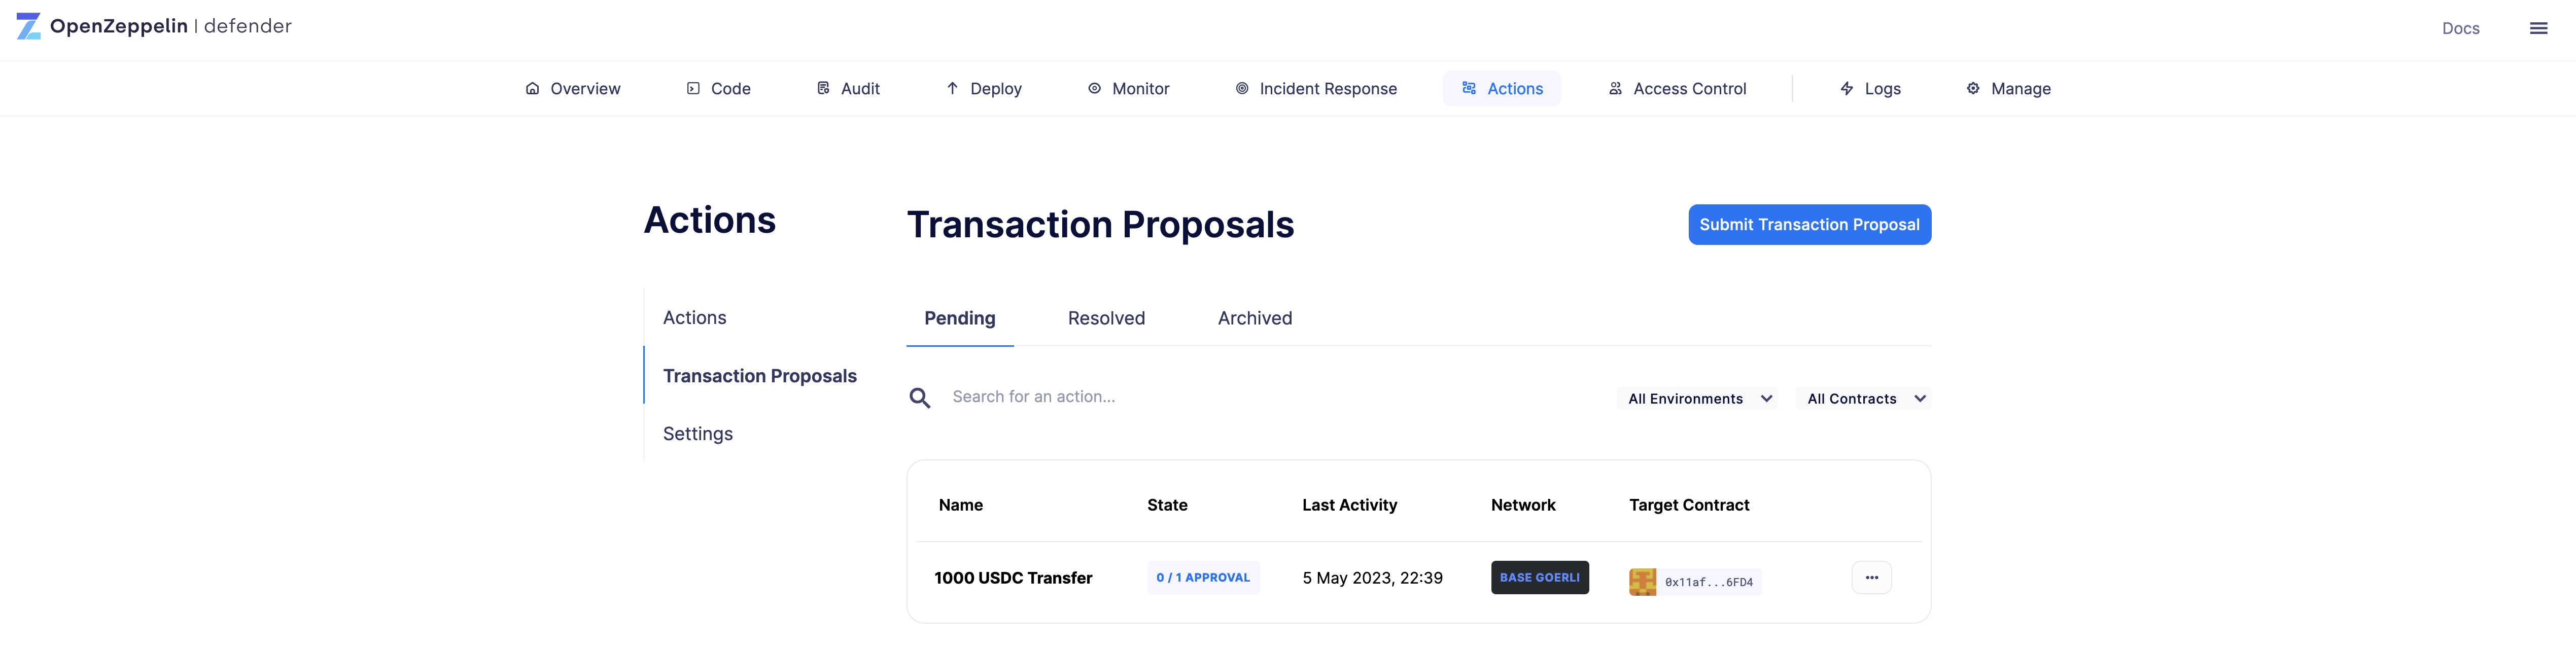 OpenZeppelin | defender
Docs
Overview
Code
Audit
Deploy
Monitor
Incident Response
Actions
Access Control
Logs
Manage
Actions
Transaction Proposals
Submit Transaction Proposal
Actions
Transaction Proposals
Settings
Pending
Resolved
Archived
Search for an action...
All Environments
All Contracts
Name State Last Activity Network Target Contract
1000 USDC Transfer 0 / 1 APPROVAL 5 May 2023, 22:39 BASE GOERLI 0x11af...6FD4